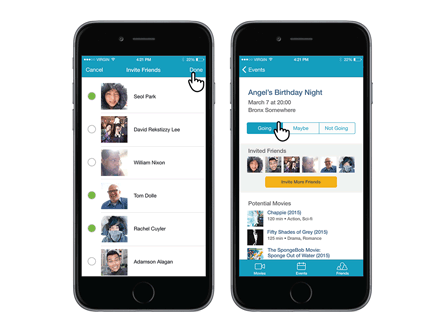 VIRGIN
4:21 PM
22%
Cancel
Invite Friends
Done
Seol Park
David Rekstizzy Lee
William Nixon
Tom Dolle
Rachel Cuyler
Adamson Alagan
VIRGIN
4:21 PM
22%
Events
Angel's Birthday Night
March 7 at 20:00
Bronx Somewhere
Going
Maybe
Not Going
Invited Friends
Invite More Friends
Potential Movies
Chappie (2015)
120 min • Action, Sci-fi
Fifty Shades of Grey (2015)
125 min • Drama, Romance
The SpongeBob Movie:
Sponge Out of Water (2015)
Movies
Events
Friends